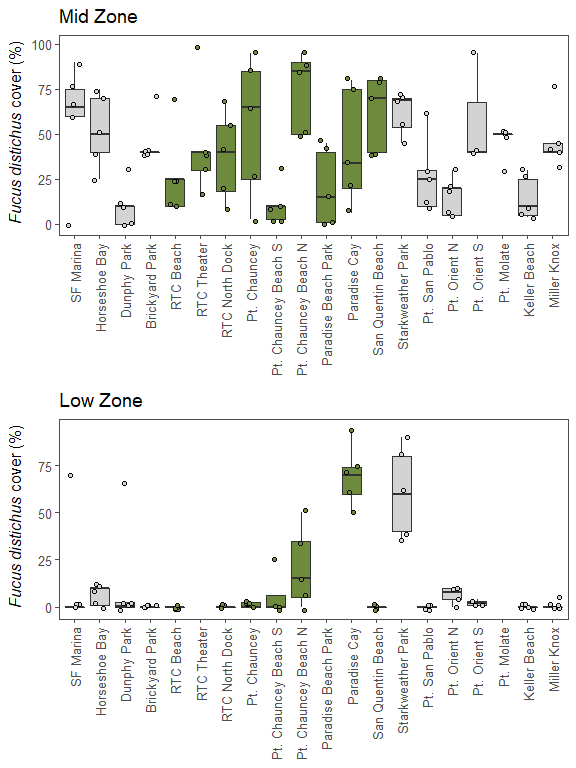 Mid Zone
Fucus distichus cover (%)
100
75
50
25
0
SF Marina
Horseshoe Bay
Dunphy Park
Brickyard Park
RTC Beach
RTC Theater
RTC North Dock
Pt. Chauncey
Pt. Chauncey Beach S
Pt. Chauncey Beach N
Paradise Beach Park
Paradise Cay
San Quentin Beach
Starkweather Park
Pt. San Pablo
Pt. Orient N
Pt. Orient S
Pt. Molate
Keller Beach
Miller Knox
Low Zone
Fucus distichus cover (%)
75
50
25
0
SF Marina
Horseshoe Bay
Dunphy Park
Brickyard Park
RTC Beach
RTC Theater
RTC North Dock
Pt. Chauncey
Pt. Chauncey Beach S
Pt. Chauncey Beach N
Paradise Beach Park
Paradise Cay
San Quentin Beach
Starkweather Park
Pt. San Pablo
Pt. Orient N
Pt. Orient S
Pt. Molate
Keller Beach
Miller Knox